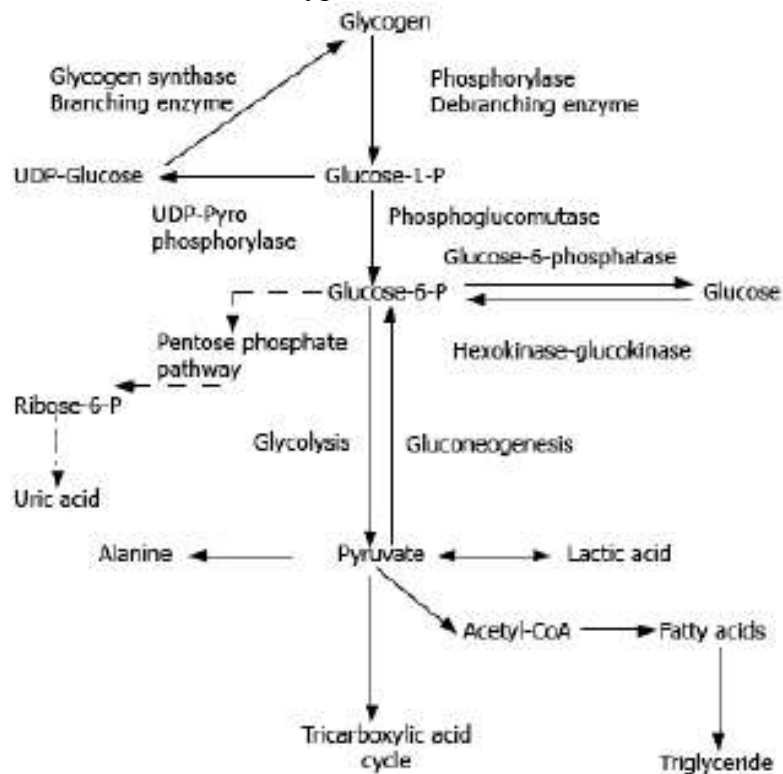 Glycogen
Glycogen synthase
Branching enzyme
Phosphorylase
Debranching enzyme
UDP-Glucose
Glucose-1-P
UDP-Pyro
phosphorylase
Phosphoglucomutase
Glucose-6-phosphatase
Glucose-6-P
Glucose
Pentose phosphate
pathway
Hexokinase-glucokinase
Ribose-6-P
Glycolysis
Gluconeogenesis
Uric acid
Alanine
Pyruvate
Lactic acid
Acetyl-CoA
Fatty acids
Tricarboxylic acid
cycle
Triglyceride